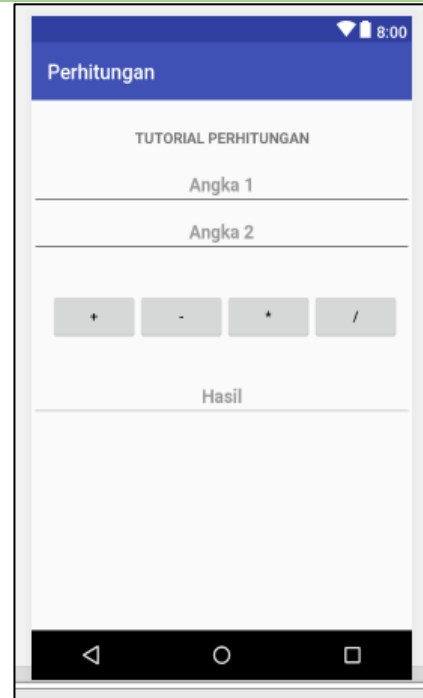 8:00
Perhitungan
TUTORIAL PERHITUNGAN
Angka 1
Angka 2
+ - * /
Hasil